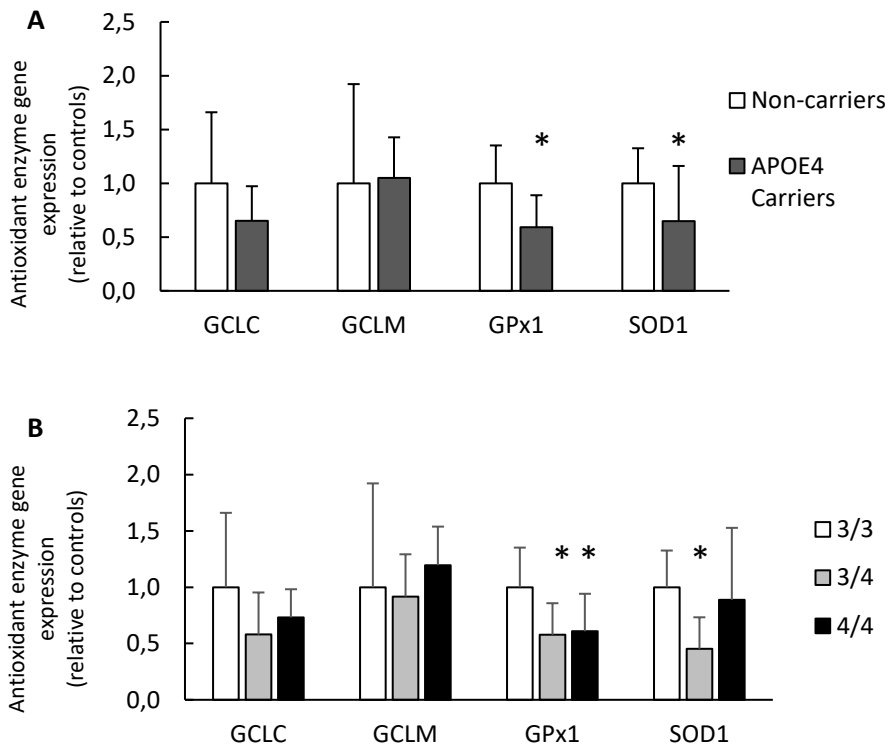 A
Antioxidant enzyme gene
expression
(relative to controls)
2,5
2,0
1,5
1,0
0,5
0,0
* *
GCLC GCLM GPx1 SOD1
Non-carriers
APOE4
Carriers
B
Antioxidant enzyme gene
expression
(relative to controls)
2,5
2,0
1,5
1,0
0,5
0,0
* * *
GCLC GCLM GPx1 SOD1
3/3
3/4
4/4